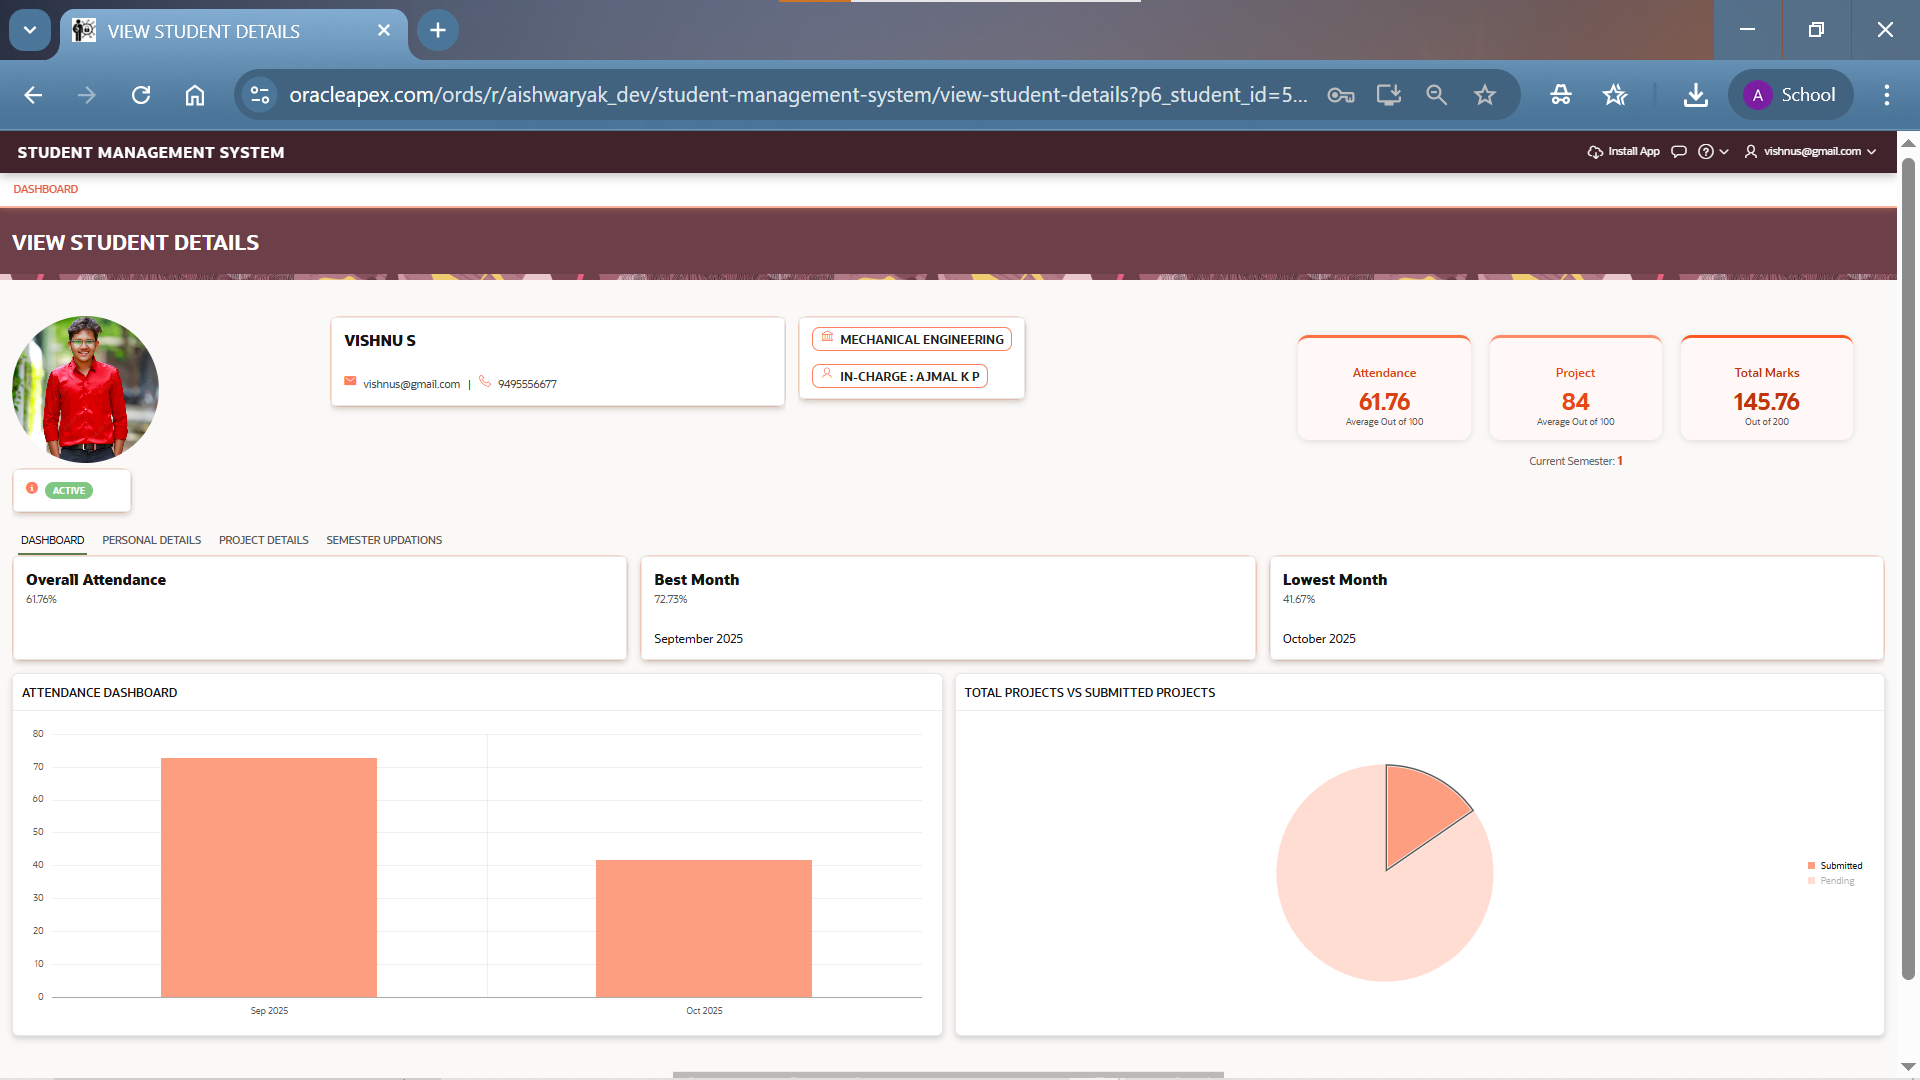 VIEW STUDENT DETAILS
oracleapex.com/ords/r/aishwaryak_dev/student-management-system/view-student-details?p6_student_id=5...
A School
STUDENT MANAGEMENT SYSTEM
Install App
vishnus@gmail.com
DASHBOARD
VIEW STUDENT DETAILS
VISHNU S
vishnus@gmail.com | 9495556677
MECHANICAL ENGINEERING
IN-CHARGE : AJMAL K P
Attendance
61.76
Average Out of 100
Project
84
Average Out of 100
Total Marks
145.76
Out of 200
Current Semester: 1
ACTIVE
DASHBOARD PERSONAL DETAILS PROJECT DETAILS SEMESTER UPDATIONS
Overall Attendance
61.76%
Best Month
72.73%
September 2025
Lowest Month
41.67%
October 2025
ATTENDANCE DASHBOARD
80
70
60
50
40
30
20
10
0
Sep 2025
Oct 2025
TOTAL PROJECTS VS SUBMITTED PROJECTS
Submitted
Pending